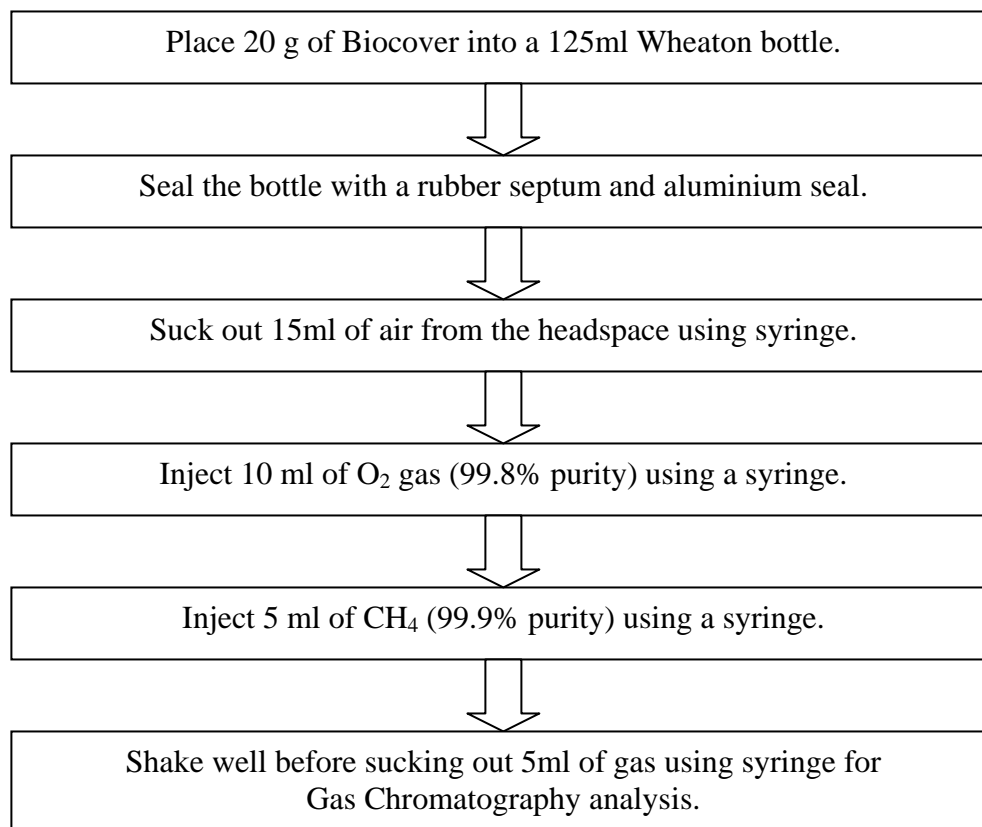 Place 20 g of Biocover into a 125ml Wheaton bottle.
Seal the bottle with a rubber septum and aluminium seal.
Suck out 15ml of air from the headspace using syringe.
Inject 10 ml of O₂ gas (99.8% purity) using a syringe.
Inject 5 ml of CH₄ (99.9% purity) using a syringe.
Shake well before sucking out 5ml of gas using syringe for
Gas Chromatography analysis.